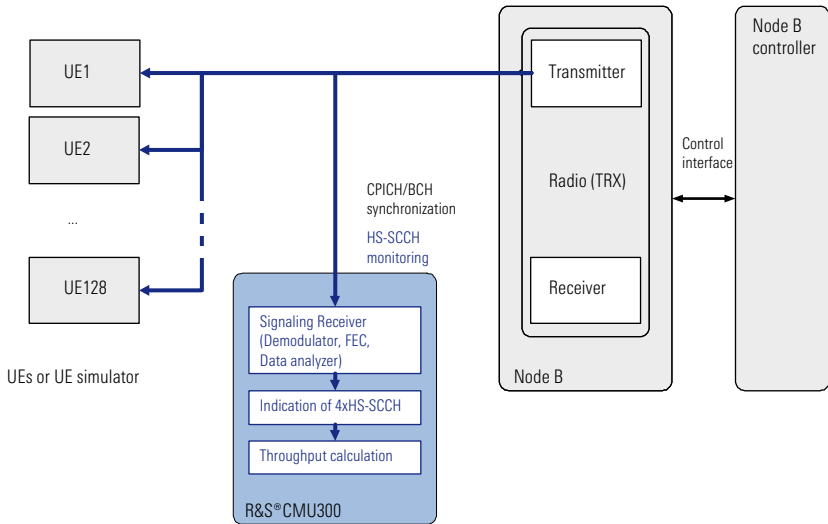 UE1
UE2
...
UE128
UEs or UE simulator
CPICH/BCH
synchronization
HS-SCCH
monitoring
Signaling Receiver
(Demodulator, FEC,
Data analyzer)
Indication of 4xHS-SCCH
Throughput calculation
R&S®CMU300
Transmitter
Radio (TRX)
Receiver
Node B
Control
interface
Node B
controller